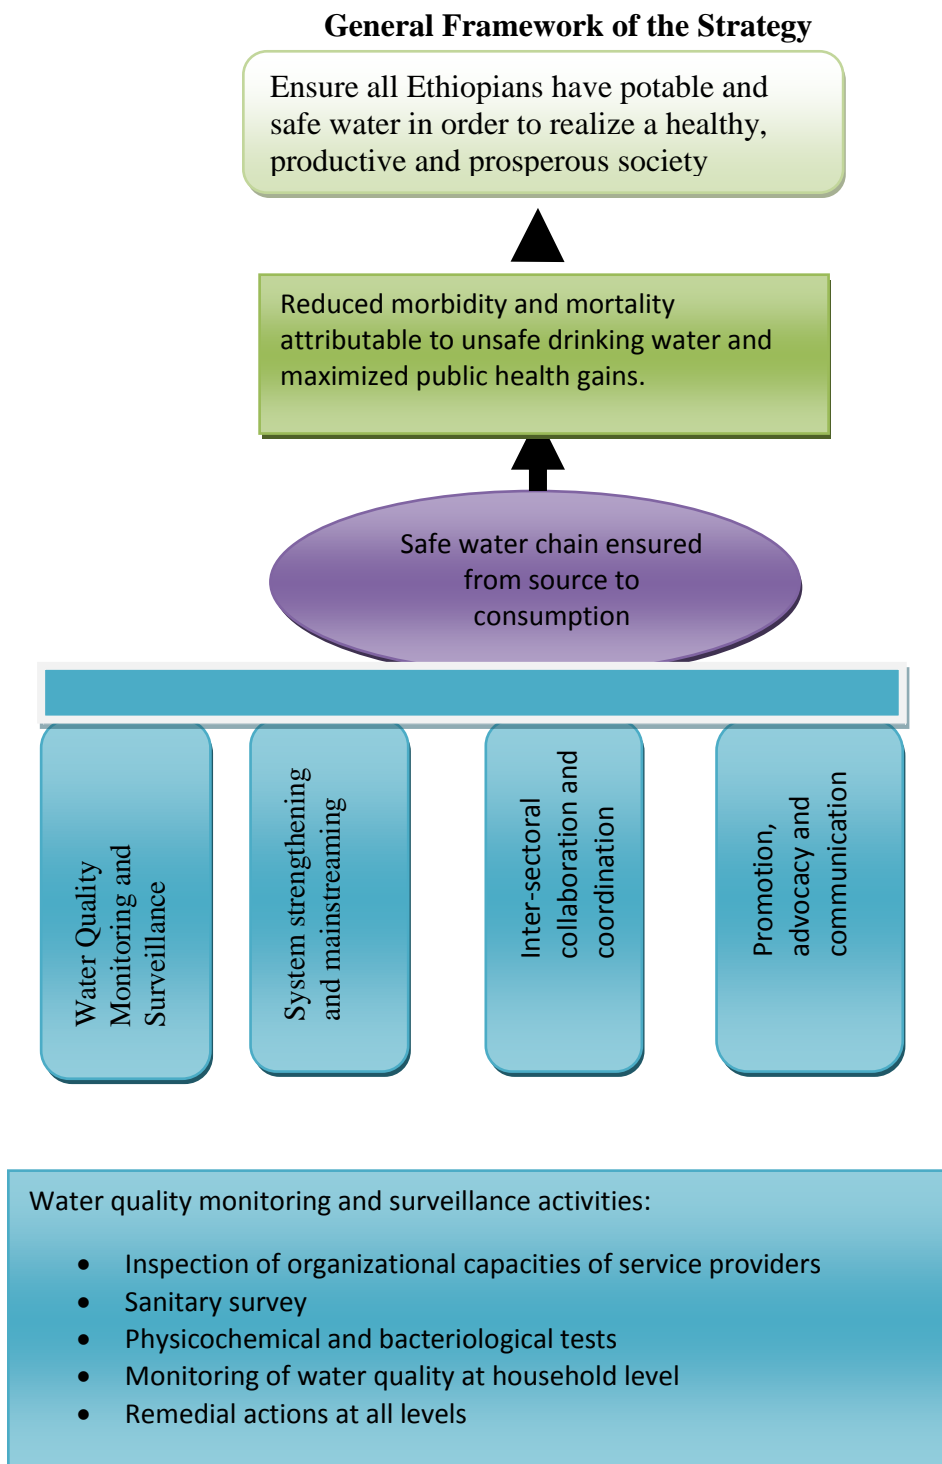 General Framework of the Strategy
Ensure all Ethiopians have potable and
safe water in order to realize a healthy,
productive and prosperous society
Reduced morbidity and mortality
attributable to unsafe drinking water and
maximized public health gains.
Safe water chain ensured
from source to
consumption
Water Quality
Monitoring and
Surveillance
System strengthening
and mainstreaming
Inter-sectoral
collaboration and
coordination
Promotion,
advocacy and
communication
Water quality monitoring and surveillance activities:
• Inspection of organizational capacities of service providers
• Sanitary survey
• Physicochemical and bacteriological tests
• Monitoring of water quality at household level
• Remedial actions at all levels